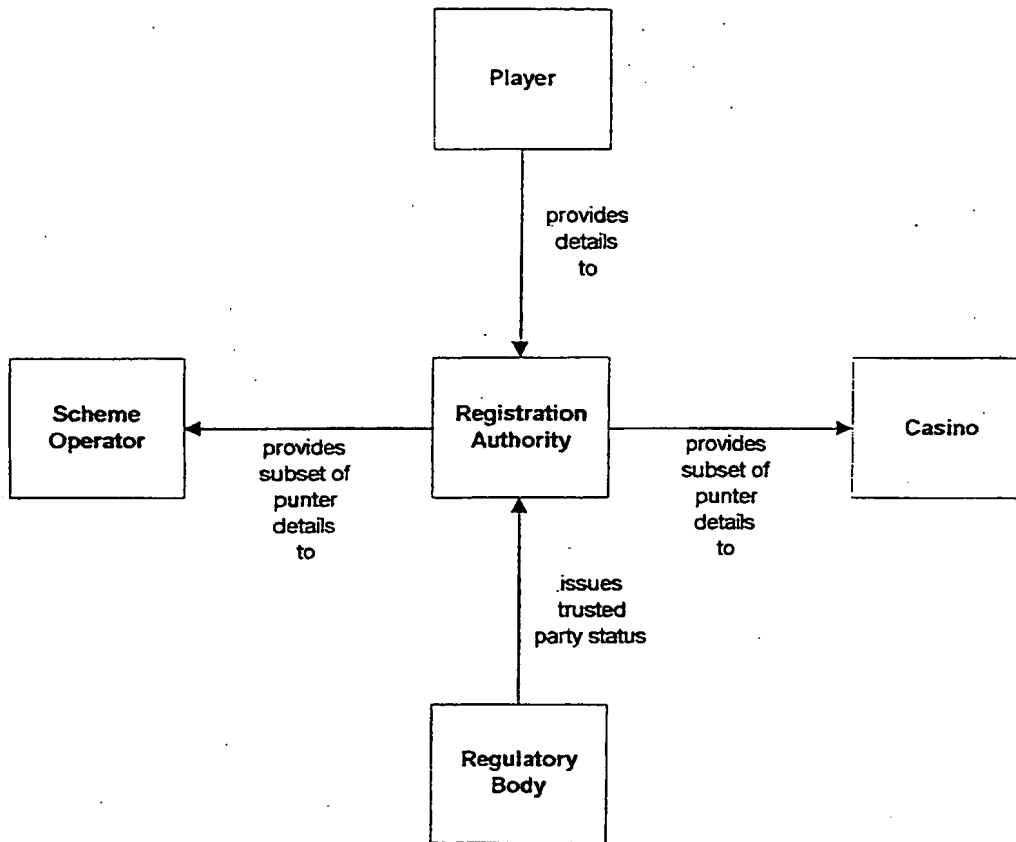 Player
provides
details
to
Scheme
Operator
Registration
Authority
Casino
provides
subset of
punter
details
to
provides
subset of
punter
details
to
issues
trusted
party status
Regulatory
Body